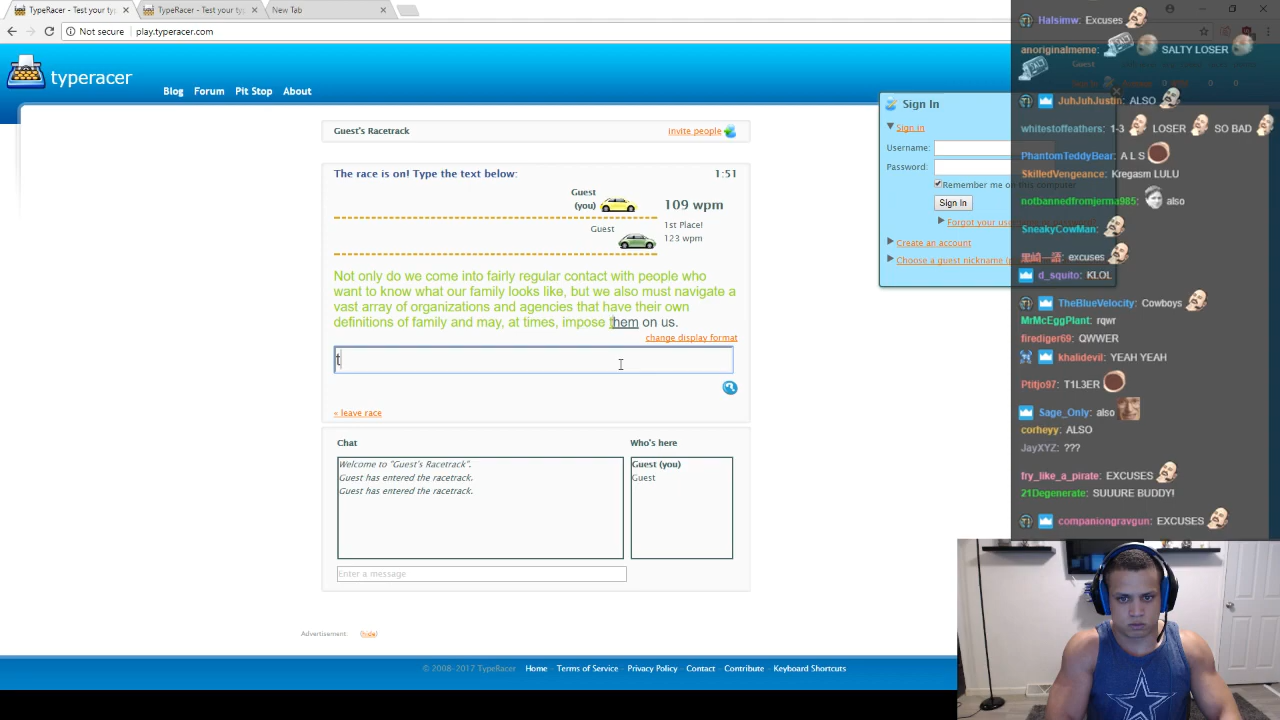 TypeRacer - Test your typ
TypeRacer - Test your typ
New Tab
Not secure
play.typeracer.com
typeracer
Blog
Forum
Pit Stop
About
Guest's Racetrack
invite people
The race is on! Type the text below:
1:51
Guest
(you)
109 wpm
Guest
1st Place!
123 wpm
Not only do we come into fairly regular contact with people who
want to know what our family looks like, but we also must navigate a
vast array of organizations and agencies that have their own
definitions of family and may, at times, impose them on us.
change display format
t
« leave race
Chat
Who's here
Welcome to "Guest's Racetrack".
Guest has entered the racetrack.
Guest has entered the racetrack.
Guest (you)
Guest
Enter a message
Advertisement
(hide)
© 2008-2017 TypeRacer
Home
Terms of Service
Privacy Policy
Contact
Contribute
Keyboard Shortcuts
Sign In
Sign in
Username:
Password:
Remember me on this computer
Sign In
Create an account
Choose a guest nickname
Guest
Halsimw: Excuses
anoriginalmeme: SALTY LOSER
JuhJuhJustin: ALSO
whitestoffeathers: 1-3 LOSER SO BAD
PhantomTeddyBear: A L S
SkilledVengeance: Kregasm LULU
notbannedfromjerma985: also
SneakyCowMan:
excuses
d_squito: KLOL
TheBlueVelocity: Cowboys
MrMcEggPlant: rqwr
firediger69: QWWER
khalidevil: YEAH YEAH
Ptitjo97: T1L3ER
Sage_Only: also
corheyy: ALSO
JayXYZ: ???
fry_like_a_pirate: EXCUSES
21Degenerate: SUUURE BUDDY!
companiongravgun: EXCUSES